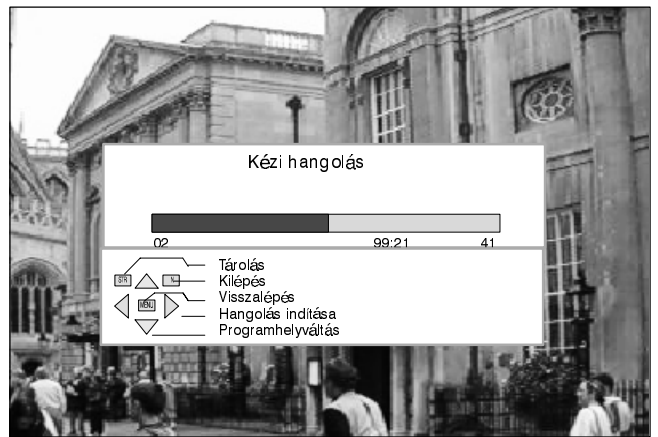 Kézi hangolás
02 99:21 41
STR N Tárolás
Kilépés
MENU Visszalépés
Hangolás indítása
Programhelyváltás